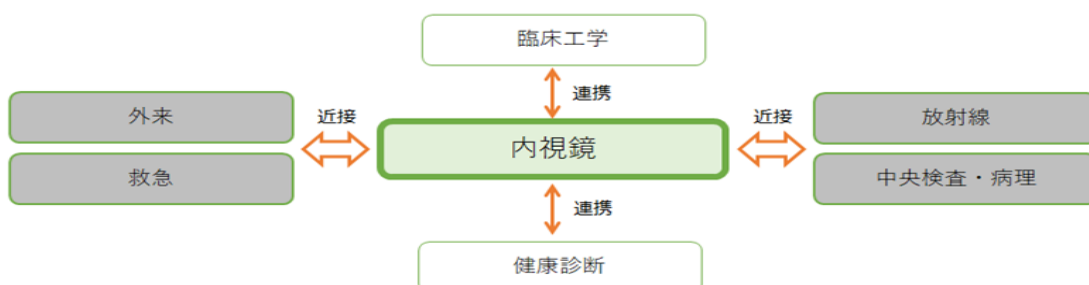 臨床工学
連携
外来
近接
近接
放射線
内視鏡
救急
中央検査・病理
連携
健康診断